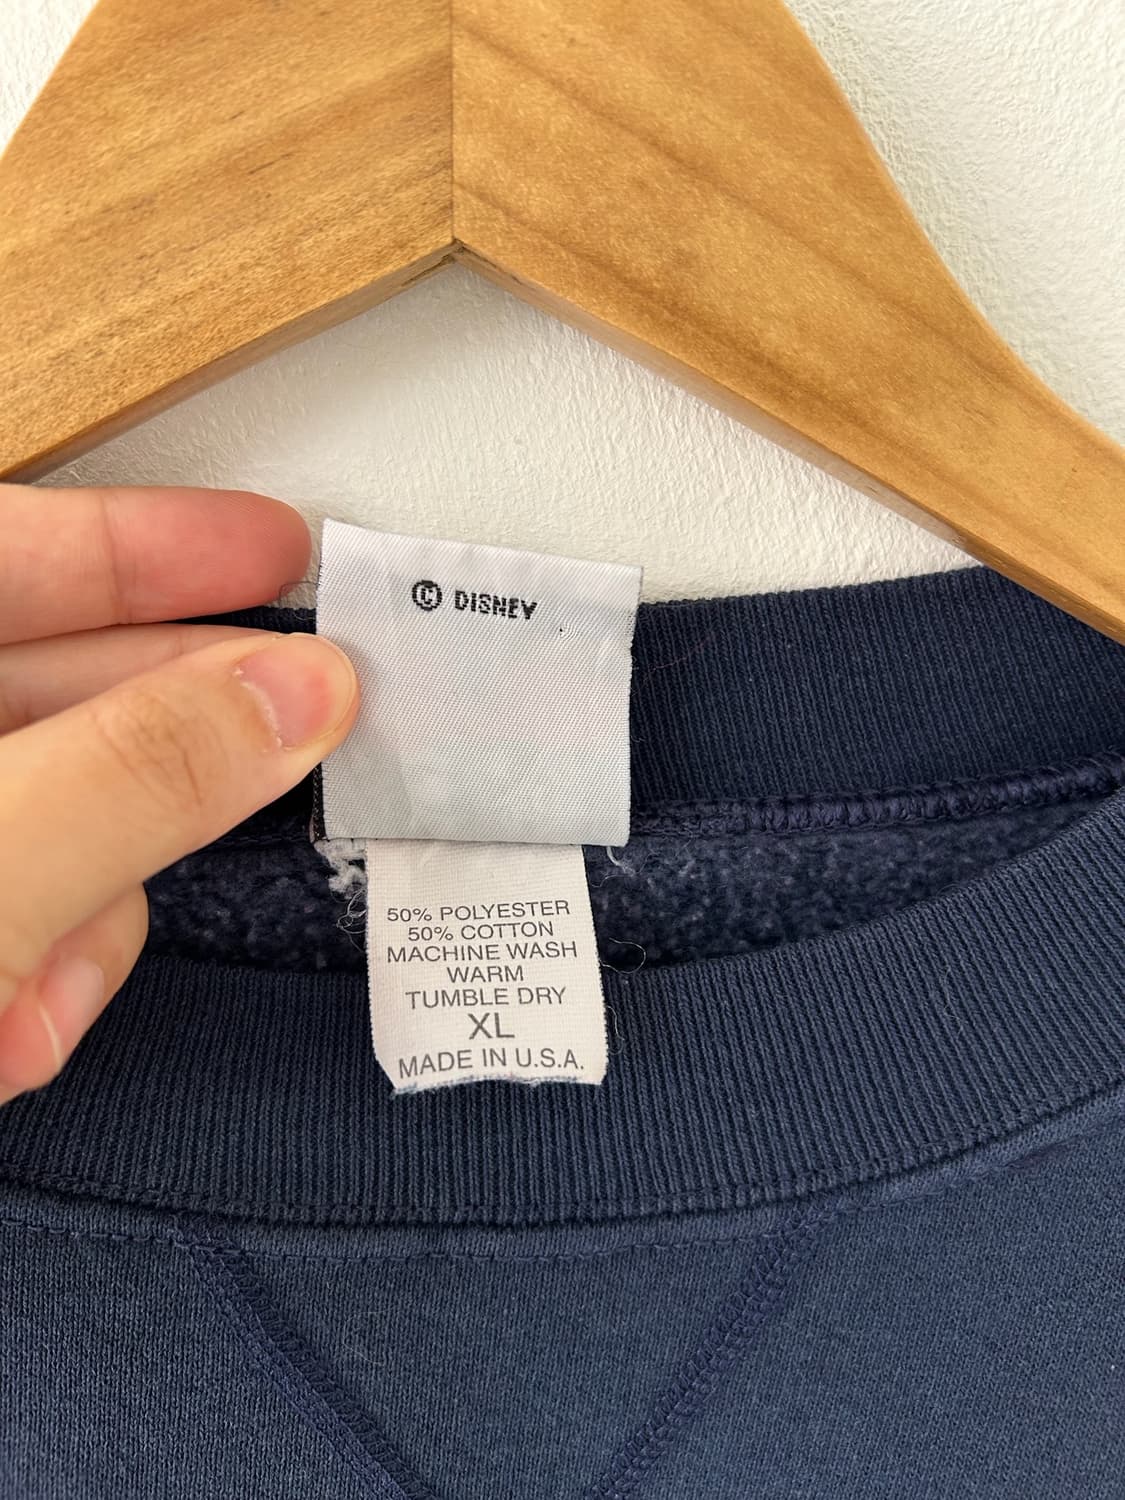 © DISNEY
50% POLYESTER
50% COTTON
MACHINE WASH
WARM
TUMBLE DRY
XL
MADE IN U.S.A.